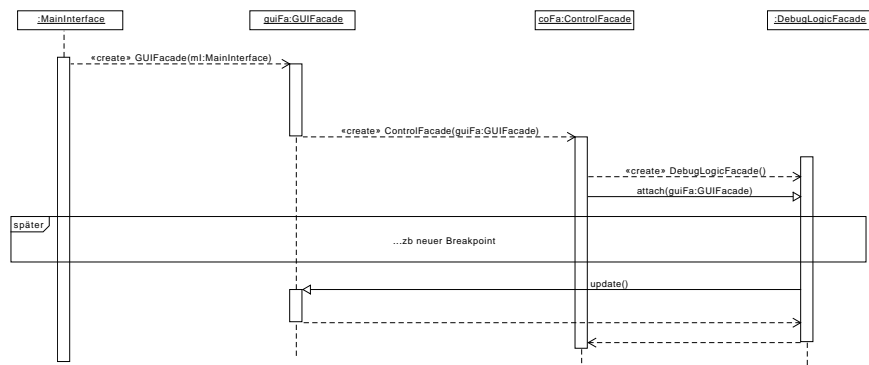 :MainInterface
guiFa:GUIFacade
coFa:ControlFacade
:DebugLogicFacade
«create» GUIFacade(mI:MainInterface)
«create» ControlFacade(guiFa:GUIFacade)
«create» DebugLogicFacade()
attach(guiFa:GUIFacade)
später
...zb neuer Breakpoint
update()